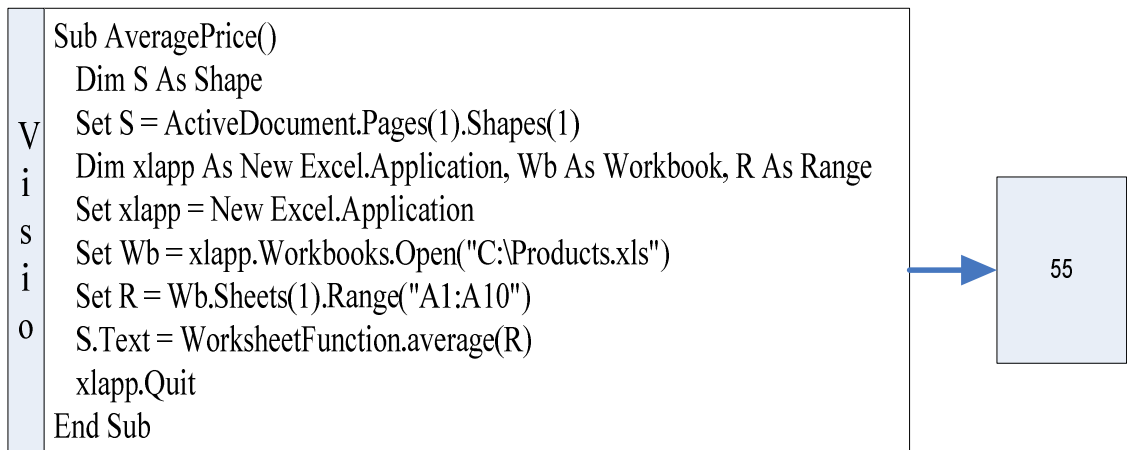 Visio
Sub AveragePrice()
Dim S As Shape
Set S = ActiveDocument.Pages(1).Shapes(1)
Dim xlapp As New Excel.Application, Wb As Workbook, R As Range
Set xlapp = New Excel.Application
Set Wb = xlapp.Workbooks.Open("C:\Products.xls")
Set R = Wb.Sheets(1).Range("A1:A10")
S.Text = WorksheetFunction.average(R)
xlapp.Quit
End Sub
55